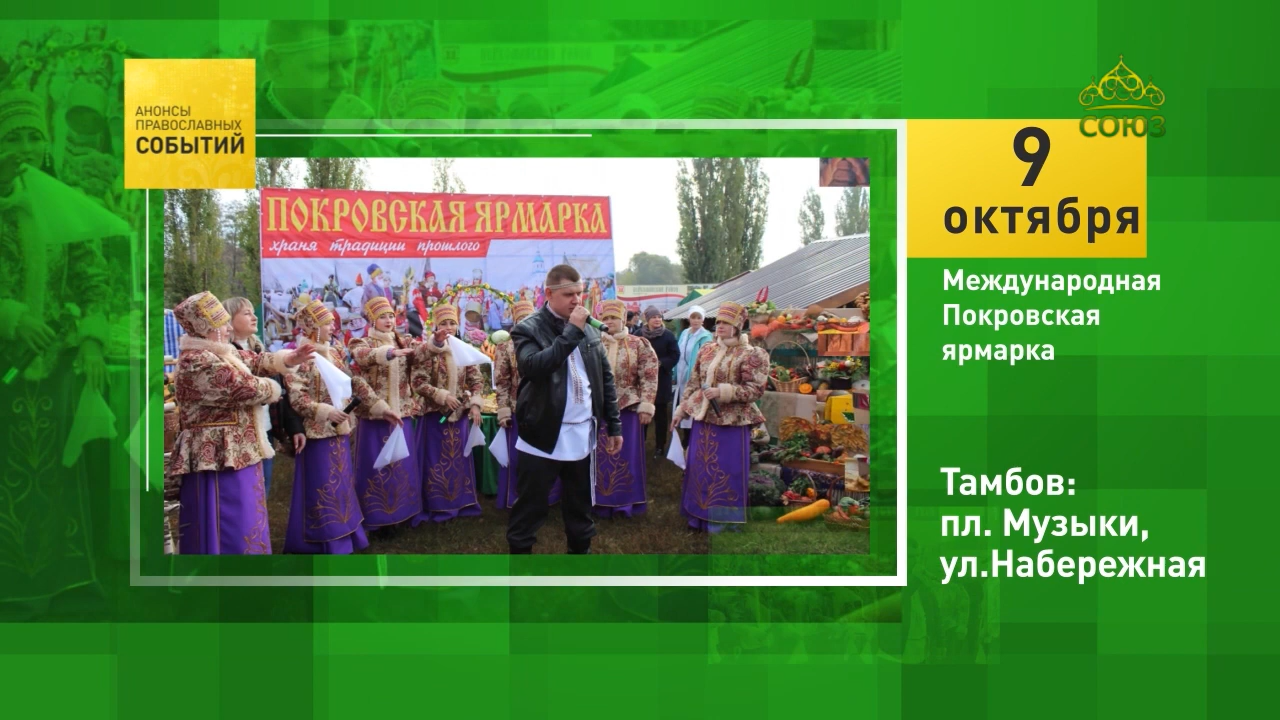 АНОНСЫ
ПРАВОСЛАВНЫХ
СОБЫТИЙ
СОЮЗ
9
октября
Международная
Покровская
ярмарка
Тамбов:
пл. Музыки,
ул.Набережная
ПОКРОВСКАЯ ЯРМАРКА
храня традиции прошлого